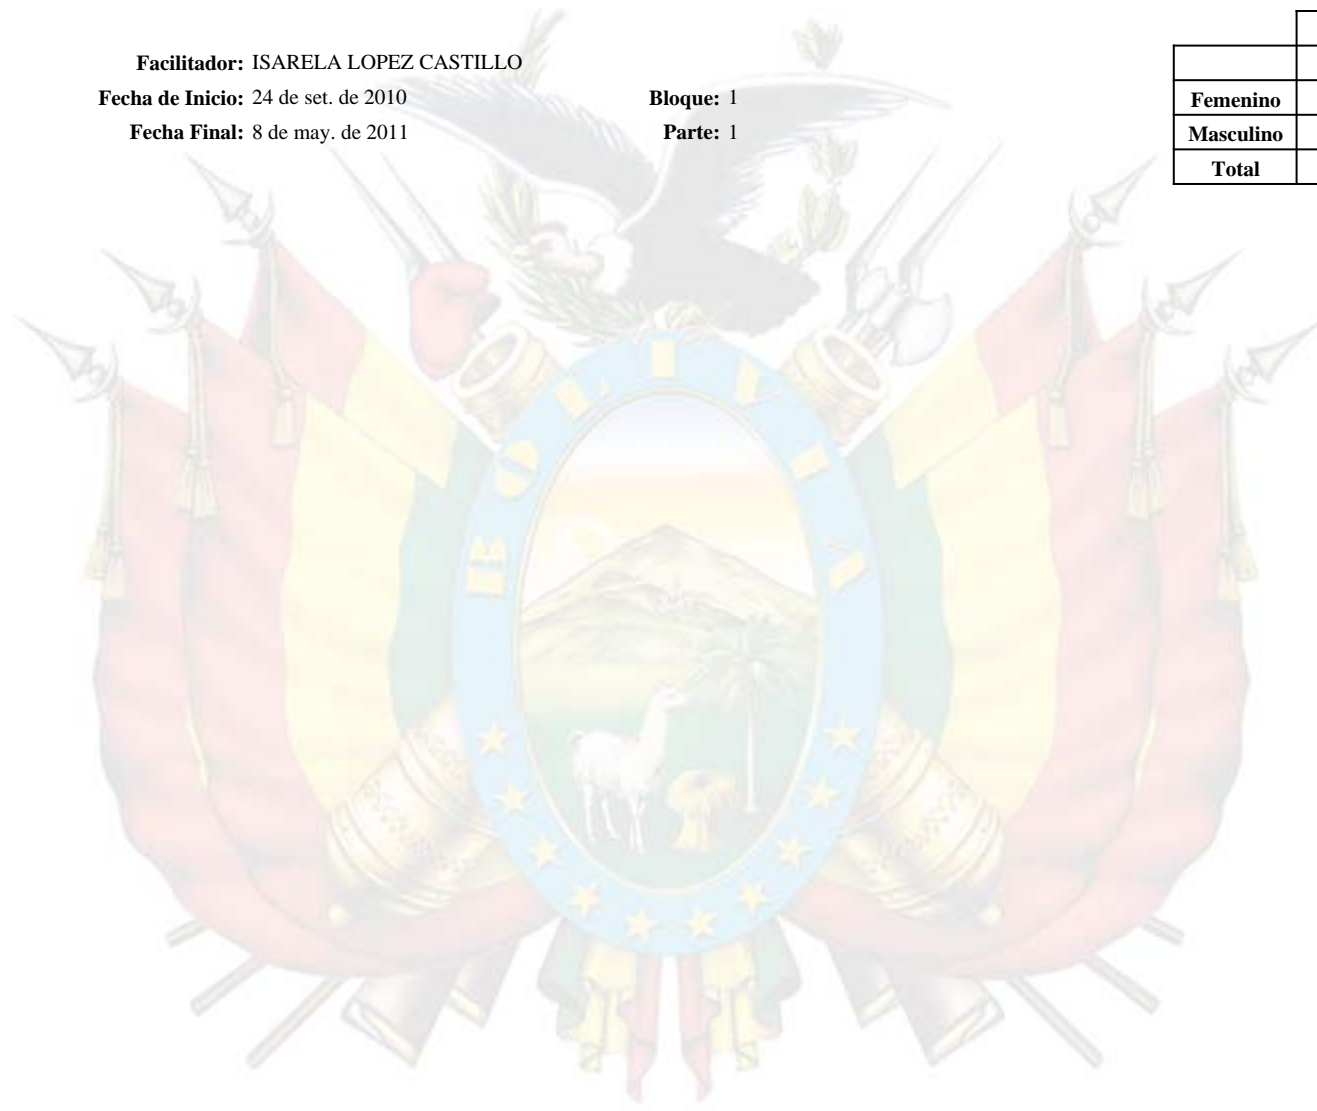 Facilitador: ISARELA LOPEZ CASTILLO
Fecha de Inicio: 24 de set. de 2010 Bloque: 1
Fecha Final: 8 de may. de 2011 Parte: 1
Femenino
Masculino
Total
BOLIVIA